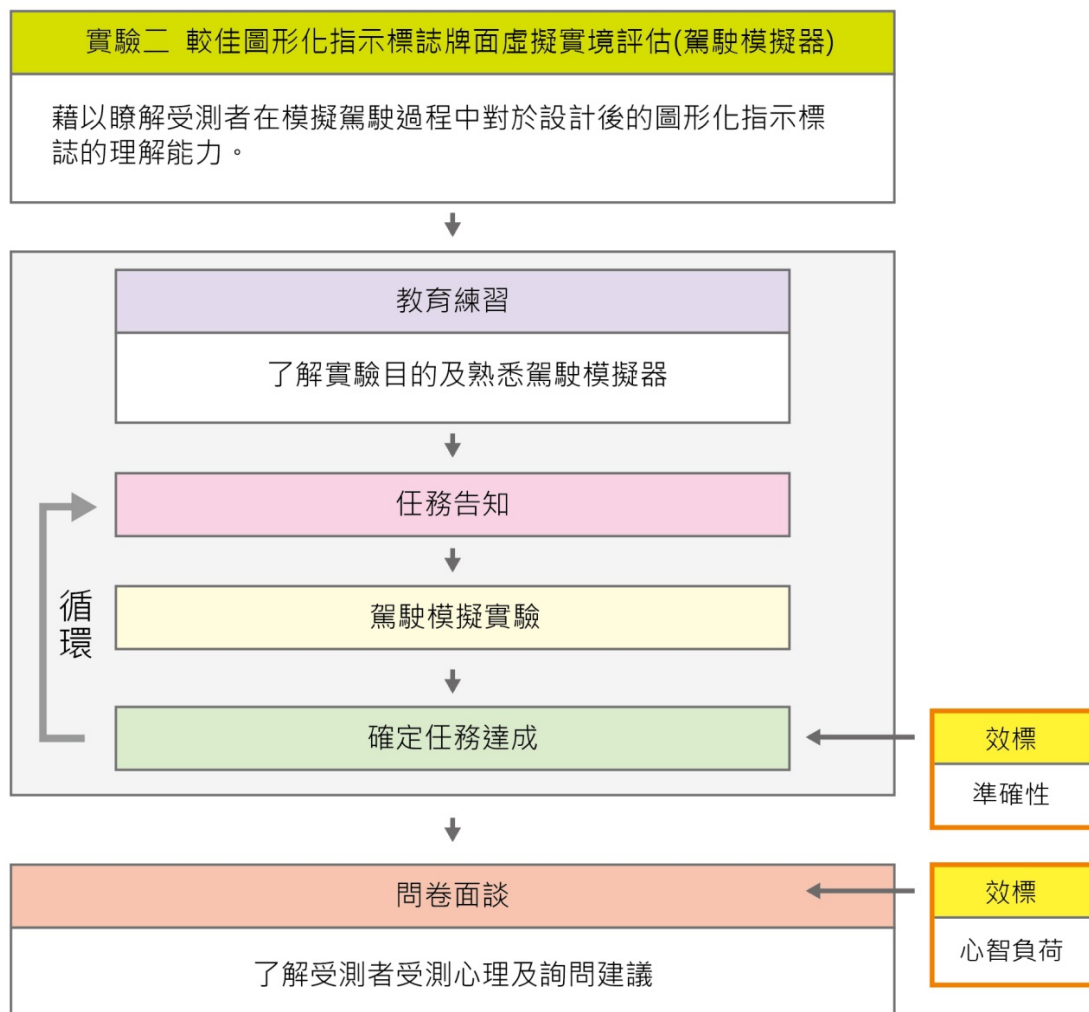 實驗二 較佳圖形化指示標誌牌面虛擬實境評估(駕駛模擬器)
藉以瞭解受測者在模擬駕駛過程中對於設計後的圖形化指示標
誌的理解能力。
教育練習
了解實驗目的及熟悉駕駛模擬器
任務告知
循環
駕駛模擬實驗
確定任務達成
效標
準確性
問卷面談
了解受測者受測心理及詢問建議
效標
心智負荷